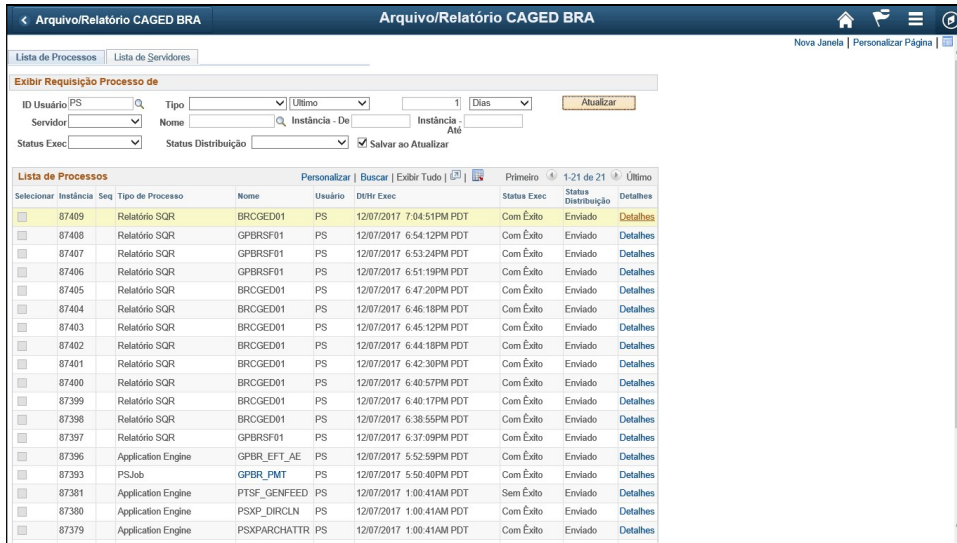 Arquivo/Relatório CAGED BRA
Arquivo/Relatório CAGED BRA
Nova Janela | Personalizar Página |
Lista de Processos
Lista de Servidores
Exibir Requisição Processo de
ID Usuário PS Tipo Ultimo 1 Dias Atualizar
Servidor Nome Instância - De Instância - Até
Status Exec Status Distribuição Salvar ao Atualizar
Lista de Processos Personalizar | Buscar | Exibir Tudo | | Primeiro 1-21 de 21 Último
Selecionar Instância Seq Tipo de Processo Nome Usuário Dt/Hr Exec Status Exec Status Distribuição Detalhes
87409 Relatório SQR BRCGED01 PS 12/07/2017 7:04:51PM PDT Com Êxito Enviado Detalhes
87408 Relatório SQR GPBRSF01 PS 12/07/2017 6:54:12PM PDT Com Êxito Enviado Detalhes
87407 Relatório SQR GPBRSF01 PS 12/07/2017 6:53:24PM PDT Com Êxito Enviado Detalhes
87406 Relatório SQR GPBRSF01 PS 12/07/2017 6:51:19PM PDT Com Êxito Enviado Detalhes
87405 Relatório SQR BRCGED01 PS 12/07/2017 6:47:20PM PDT Com Êxito Enviado Detalhes
87404 Relatório SQR BRCGED01 PS 12/07/2017 6:46:18PM PDT Com Êxito Enviado Detalhes
87403 Relatório SQR BRCGED01 PS 12/07/2017 6:45:12PM PDT Com Êxito Enviado Detalhes
87402 Relatório SQR BRCGED01 PS 12/07/2017 6:44:18PM PDT Com Êxito Enviado Detalhes
87401 Relatório SQR BRCGED01 PS 12/07/2017 6:42:30PM PDT Com Êxito Enviado Detalhes
87400 Relatório SQR BRCGED01 PS 12/07/2017 6:40:57PM PDT Com Êxito Enviado Detalhes
87399 Relatório SQR BRCGED01 PS 12/07/2017 6:40:17PM PDT Com Êxito Enviado Detalhes
87398 Relatório SQR BRCGED01 PS 12/07/2017 6:38:55PM PDT Com Êxito Enviado Detalhes
87397 Relatório SQR GPBRSF01 PS 12/07/2017 6:37:09PM PDT Com Êxito Enviado Detalhes
87396 Application Engine GPBR_EFT_AE PS 12/07/2017 5:52:59PM PDT Com Êxito Enviado Detalhes
87393 PSJob GPBR_PMT PS 12/07/2017 5:50:40PM PDT Com Êxito Enviado Detalhes
87381 Application Engine PTSF_GENFEED PS 12/07/2017 1:00:41AM PDT Sem Êxito Enviado Detalhes
87380 Application Engine PSXP_DIRCLN PS 12/07/2017 1:00:41AM PDT Com Êxito Enviado Detalhes
87379 Application Engine PSXPARCHATTR PS 12/07/2017 1:00:41AM PDT Com Êxito Enviado Detalhes